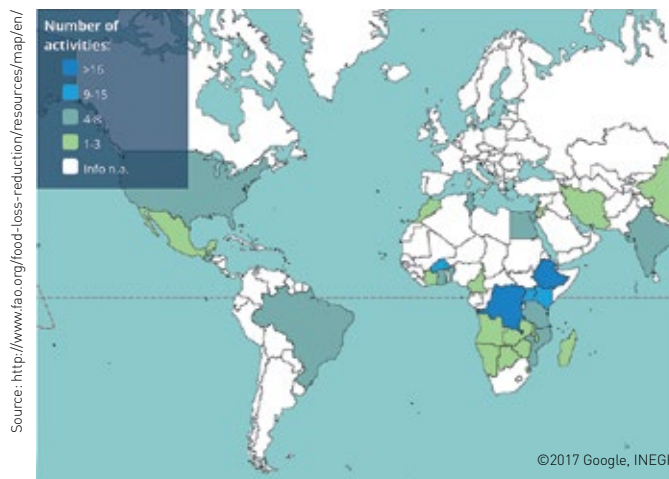 Source: http://www.fao.org/food-loss-reduction/resources/map/en/
Number of
activities:
>16
9-15
4-8
1-3
Info n.a.
©2017 Google, INEGI